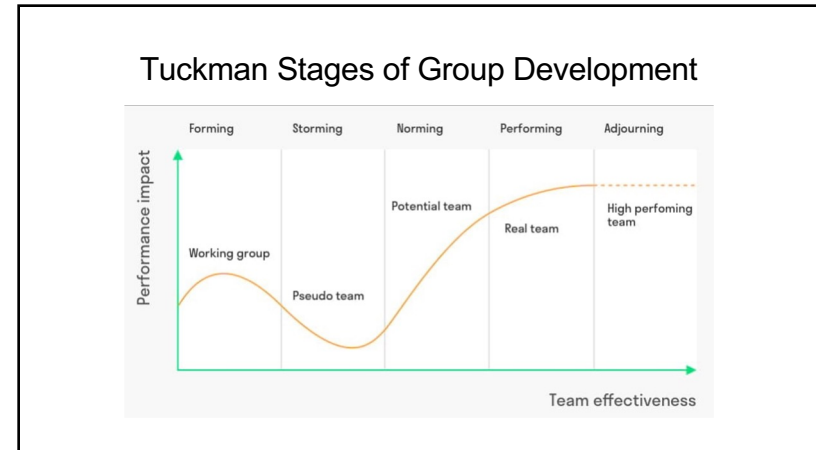 Tuckman Stages of Group Development
Forming
Storming
Norming
Performing
Adjourning
Performance impact
Working group
Pseudo team
Potential team
Real team
High perfoming
team
Team effectiveness